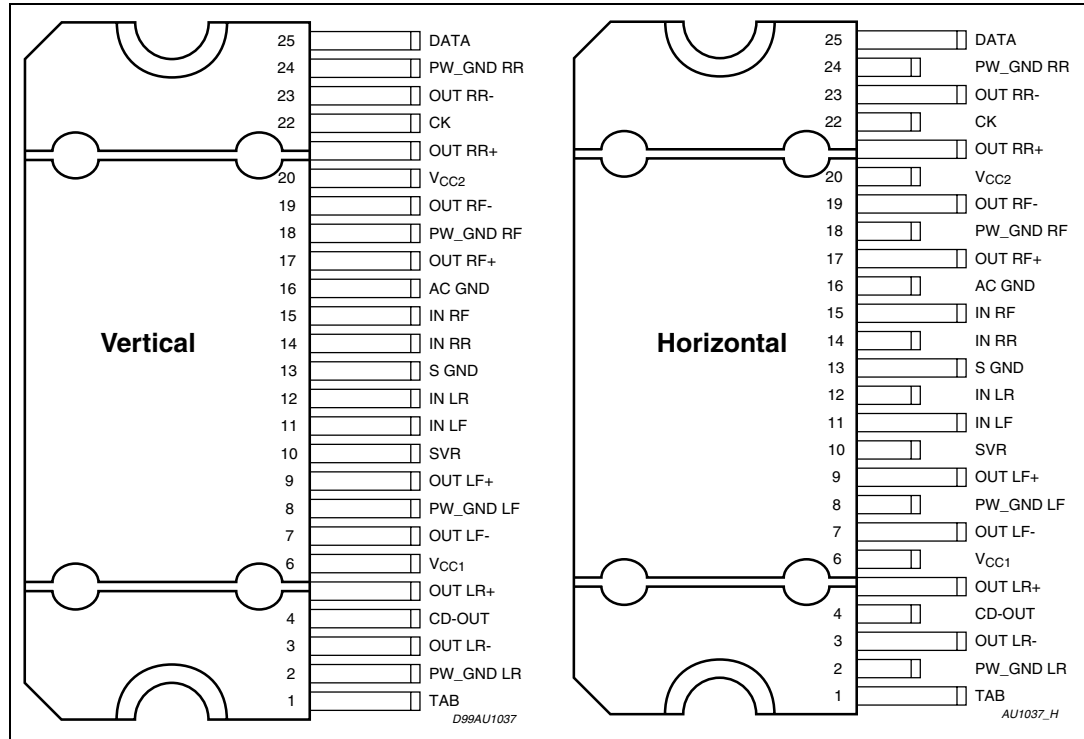 25 DATA
24 PW_GND RR
23 OUT RR-
22 CK
OUT RR+
20 VCC2
19 OUT RF-
18 PW_GND RF
17 OUT RF+
16 AC GND
15 IN RF
14 IN RR
13 S GND
12 IN LR
11 IN LF
10 SVR
9 OUT LF+
8 PW_GND LF
7 OUT LF-
6 VCC1
OUT LR+
4 CD-OUT
3 OUT LR-
2 PW_GND LR
1 TAB
Vertical
D99AU1037
25 DATA
24 PW_GND RR
23 OUT RR-
22 CK
OUT RR+
20 VCC2
19 OUT RF-
18 PW_GND RF
17 OUT RF+
16 AC GND
15 IN RF
14 IN RR
13 S GND
12 IN LR
11 IN LF
10 SVR
9 OUT LF+
8 PW_GND LF
7 OUT LF-
6 VCC1
OUT LR+
4 CD-OUT
3 OUT LR-
2 PW_GND LR
1 TAB
Horizontal
AU1037_H